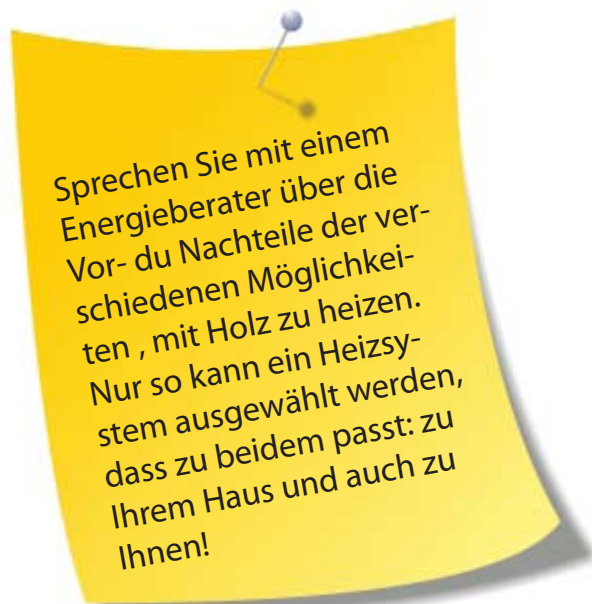 Sprechen Sie mit einem
Energieberater über die
Vor- du Nachteile der ver-
schiedenen Möglichkei-
ten , mit Holz zu heizen.
Nur so kann ein Heizsy-
stem ausgewählt werden,
dass zu beidem passt: zu
Ihrem Haus und auch zu
Ihnen!